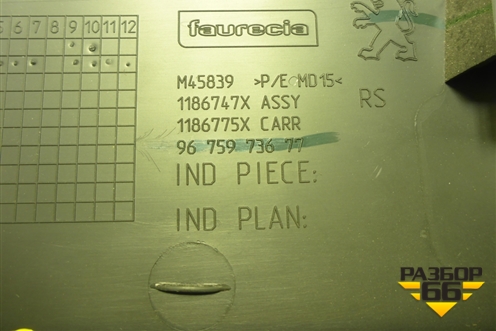 5 6 7 8 9 10 11 12
faurecia
M45839 >P/E MD15<
1186747X ASSY
1186775X CARR
RS
96 759 736 77
IND PIECE:
IND PLAN:
РАЗБОР
66